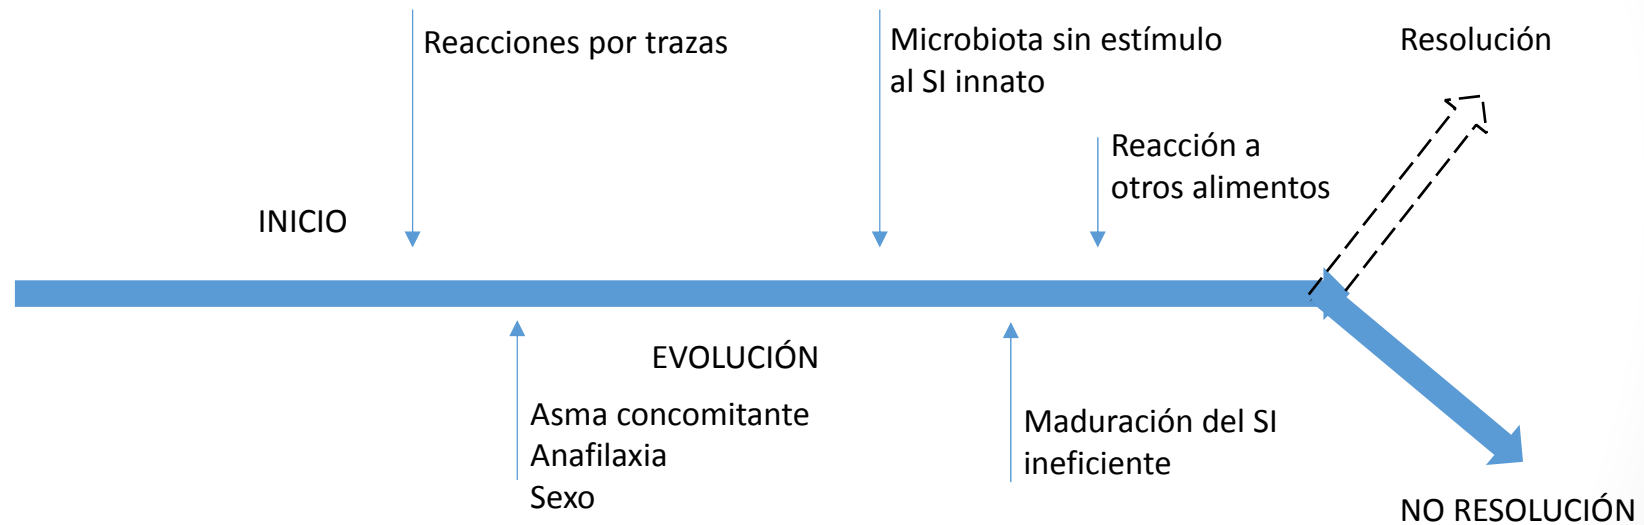 Reacciones por trazas
Microbiota sin estímulo
al SI innato
Resolución
Reacción a
otros alimentos
INICIO
EVOLUCIÓN
Asma concomitante
Anafilaxia
Sexo
Maduración del SI
ineficiente
NO RESOLUCIÓN